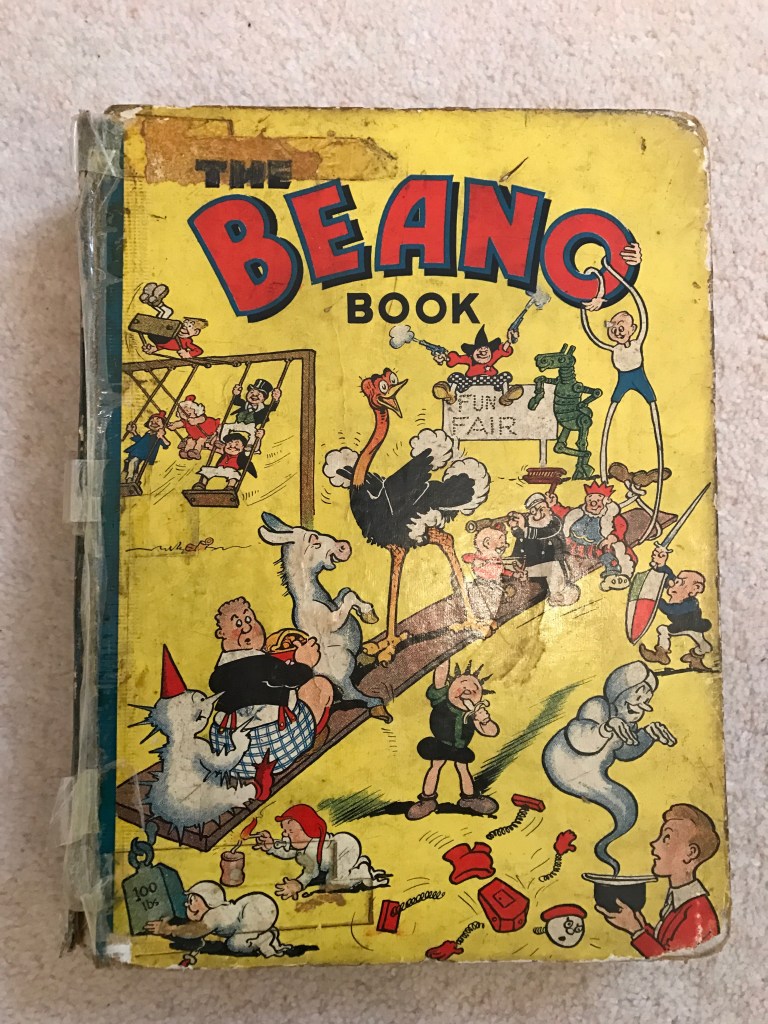 THE
BEANO
BOOK
FUN
FAIR
100
lbs